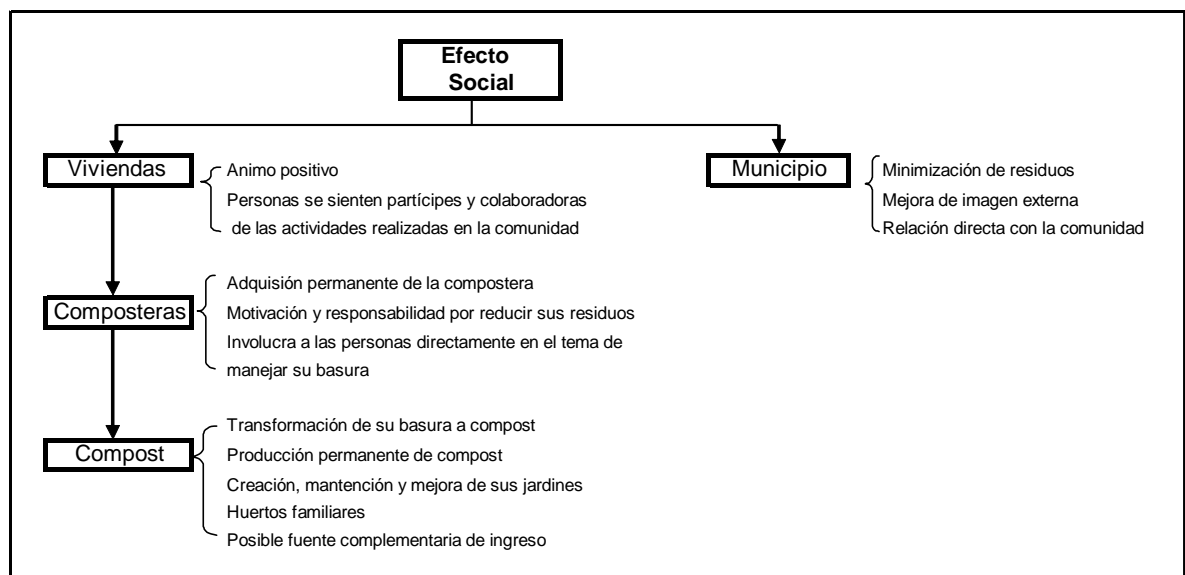 Efecto
Social
Viviendas
Animo positivo
Personas se sienten partícipes y colaboradoras
de las actividades realizadas en la comunidad
Municipio
Minimización de residuos
Mejora de imagen externa
Relación directa con la comunidad
Composteras
Adquisión permanente de la compostera
Motivación y responsabilidad por reducir sus residuos
Involucra a las personas directamente en el tema de
manejar su basura
Compost
Transformación de su basura a compost
Producción permanente de compost
Creación, mantención y mejora de sus jardines
Huertos familiares
Posible fuente complementaria de ingreso